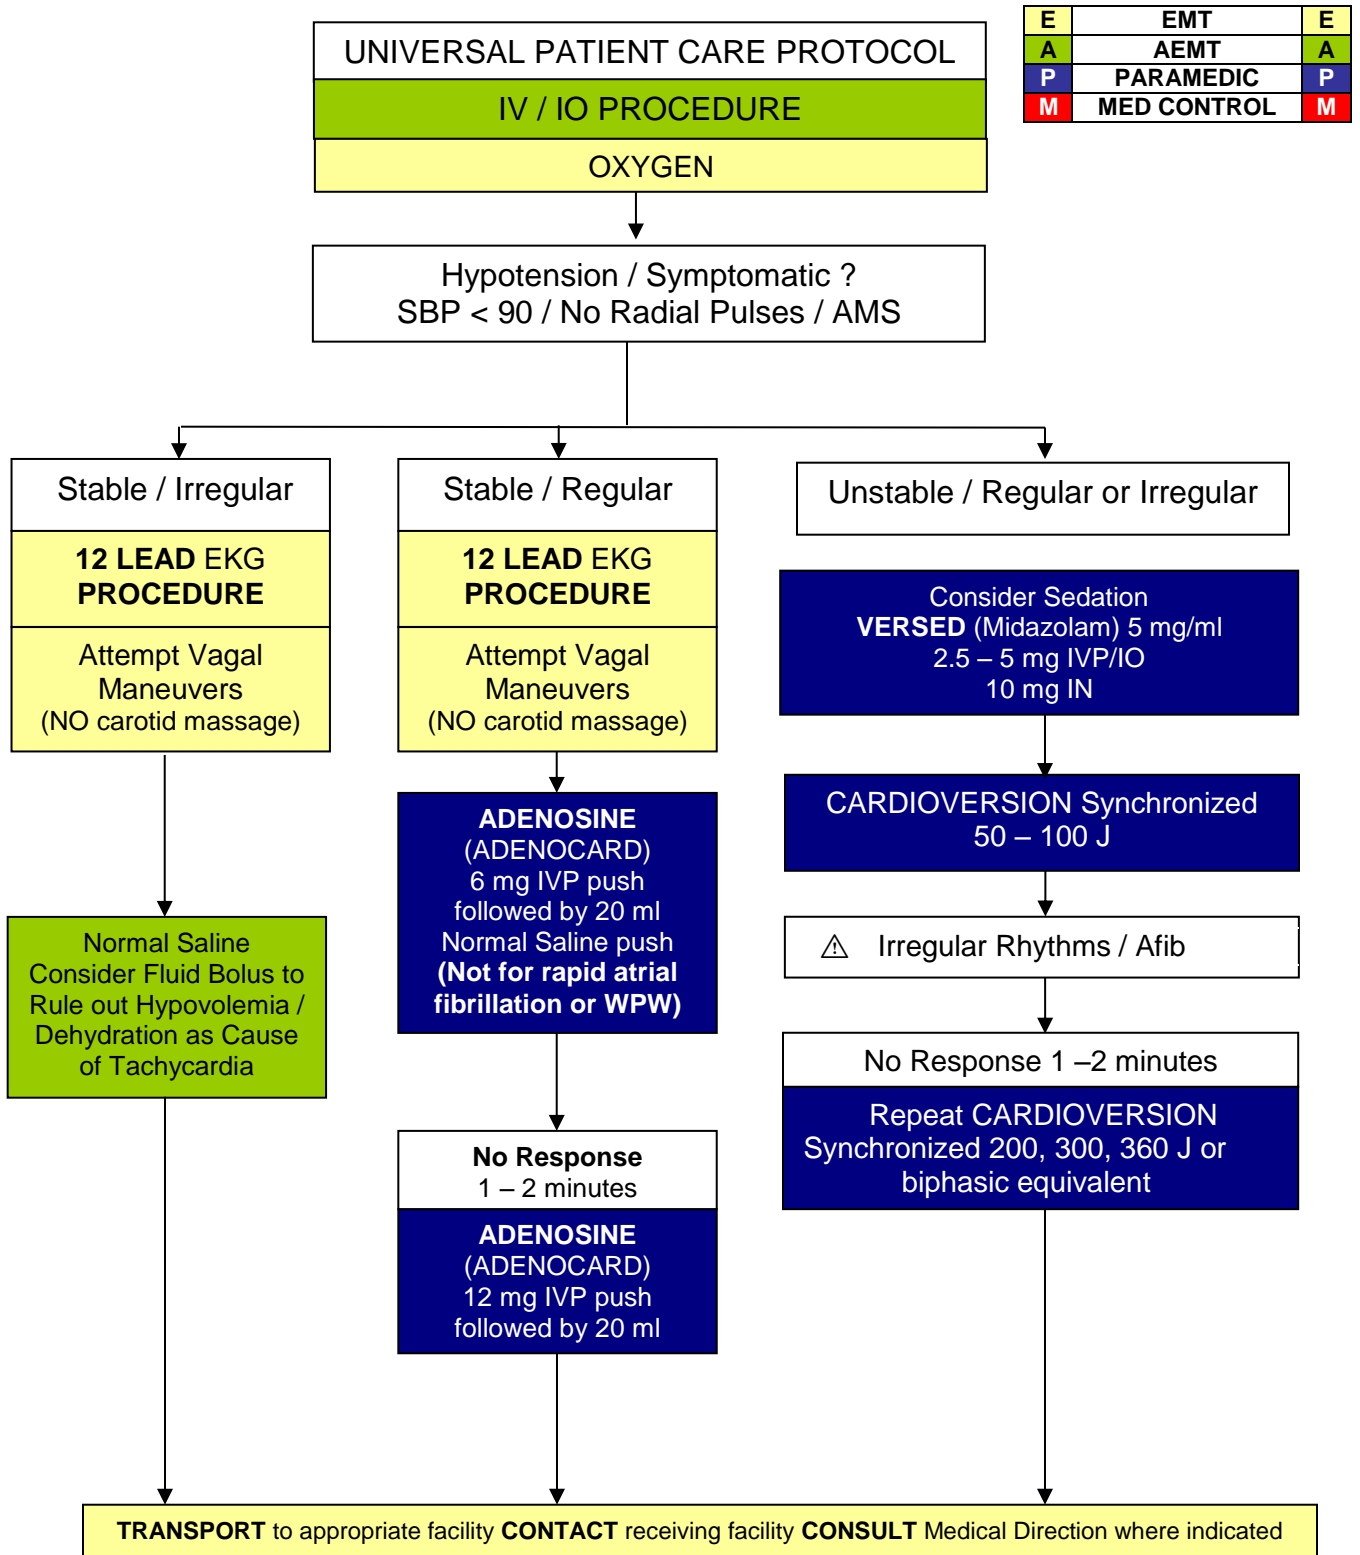 E EMT E
A AEMT A
P PARAMEDIC P
M MED CONTROL M
UNIVERSAL PATIENT CARE PROTOCOL
IV / IO PROCEDURE
OXYGEN
Hypotension / Symptomatic ?
SBP < 90 / No Radial Pulses / AMS
Stable / Irregular
12 LEAD EKG
PROCEDURE
Attempt Vagal
Maneuvers
(NO carotid massage)
Normal Saline
Consider Fluid Bolus to
Rule out Hypovolemia /
Dehydration as Cause
of Tachycardia
Stable / Regular
12 LEAD EKG
PROCEDURE
Attempt Vagal
Maneuvers
(NO carotid massage)
ADENOSINE
(ADENOCARD)
6 mg IVP push
followed by 20 ml
Normal Saline push
(Not for rapid atrial
fibrillation or WPW)
No Response
1 – 2 minutes
ADENOSINE
(ADENOCARD)
12 mg IVP push
followed by 20 ml
Unstable / Regular or Irregular
Consider Sedation
VERSED (Midazolam) 5 mg/ml
2.5 – 5 mg IVP/IO
10 mg IN
CARDIOVERSION Synchronized
50 – 100 J
⚠ Irregular Rhythms / Afib
No Response 1 –2 minutes
Repeat CARDIOVERSION
Synchronized 200, 300, 360 J or
biphasic equivalent
TRANSPORT to appropriate facility CONTACT receiving facility CONSULT Medical Direction where indicated